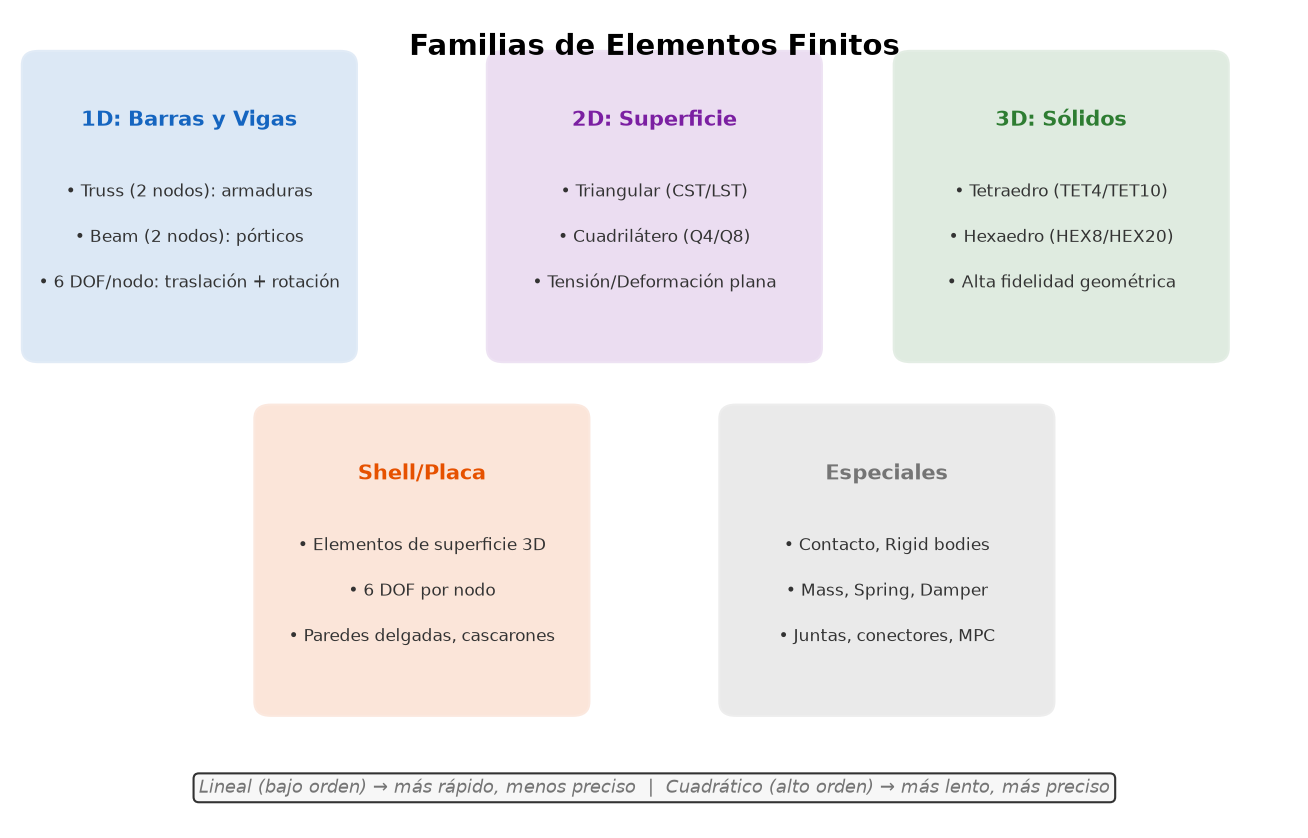 Familias de Elementos Finitos
1D: Barras y Vigas
• Truss (2 nodos): armaduras
• Beam (2 nodos): pórticos
• 6 DOF/nodo: traslación + rotación
2D: Superficie
• Triangular (CST/LST)
• Cuadrilátero (Q4/Q8)
• Tensión/Deformación plana
3D: Sólidos
• Tetraedro (TET4/TET10)
• Hexaedro (HEX8/HEX20)
• Alta fidelidad geométrica
Shell/Placa
• Elementos de superficie 3D
• 6 DOF por nodo
• Paredes delgadas, cascarones
Especiales
• Contacto, Rigid bodies
• Mass, Spring, Damper
• Juntas, conectores, MPC
Lineal (bajo orden) → más rápido, menos preciso | Cuadrático (alto orden) → más lento, más preciso